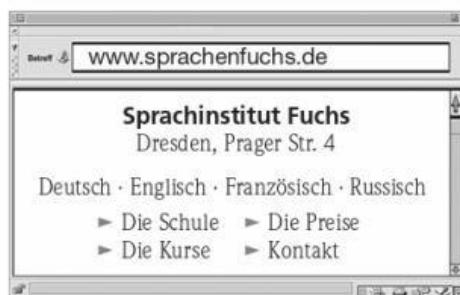 Betreff www.sprachenfuchs.de
Sprachinstitut Fuchs
Dresden, Prager Str. 4
Deutsch · Englisch · Französisch · Russisch
► Die Schule ► Die Preise
► Die Kurse ► Kontakt